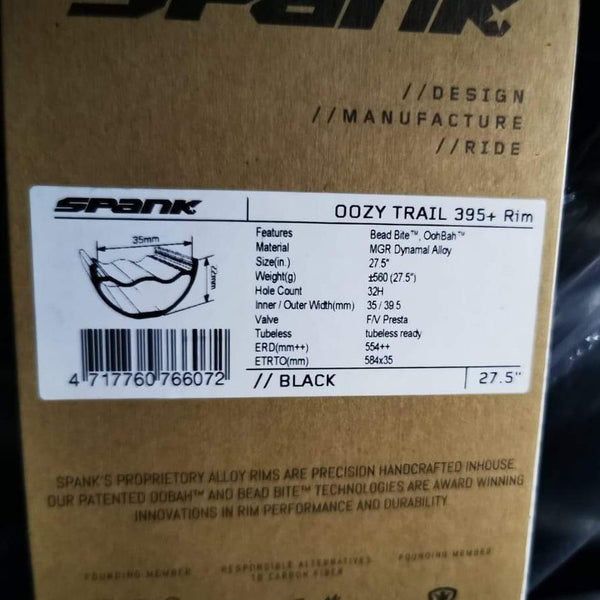 SPANK
//DESIGN
//MANUFACTURE
//RIDE
SPANK OOZY TRAIL 395+ Rim
35mm
22mm
Features Bead Bite™, OohBah™
Material MGR Dynamal Alloy
Size(in.) 27.5"
Weight(g) ±560 (27.5")
Hole Count 32H
Inner / Outer Width(mm) 35 / 39.5
Valve F/V Presta
Tubeless tubeless ready
ERD(mm++) 554++
ETRTO(mm) 584x35
4 717760 766072
// BLACK 27.5"
SPANK'S PROPRIETORY ALLOY RIMS ARE PRECISION HANDCRAFTED INHOUSE.
OUR PATENTED OOBAH™ AND BEAD BITE™ TECHNOLOGIES ARE AWARD WINNING
INNOVATIONS IN RIM PERFORMANCE AND DURABILITY.
FOUNDING MEMBER RESPONSIBLE ALTERNATIVES FOUNDING MEMBER
TO CARBON FIBER